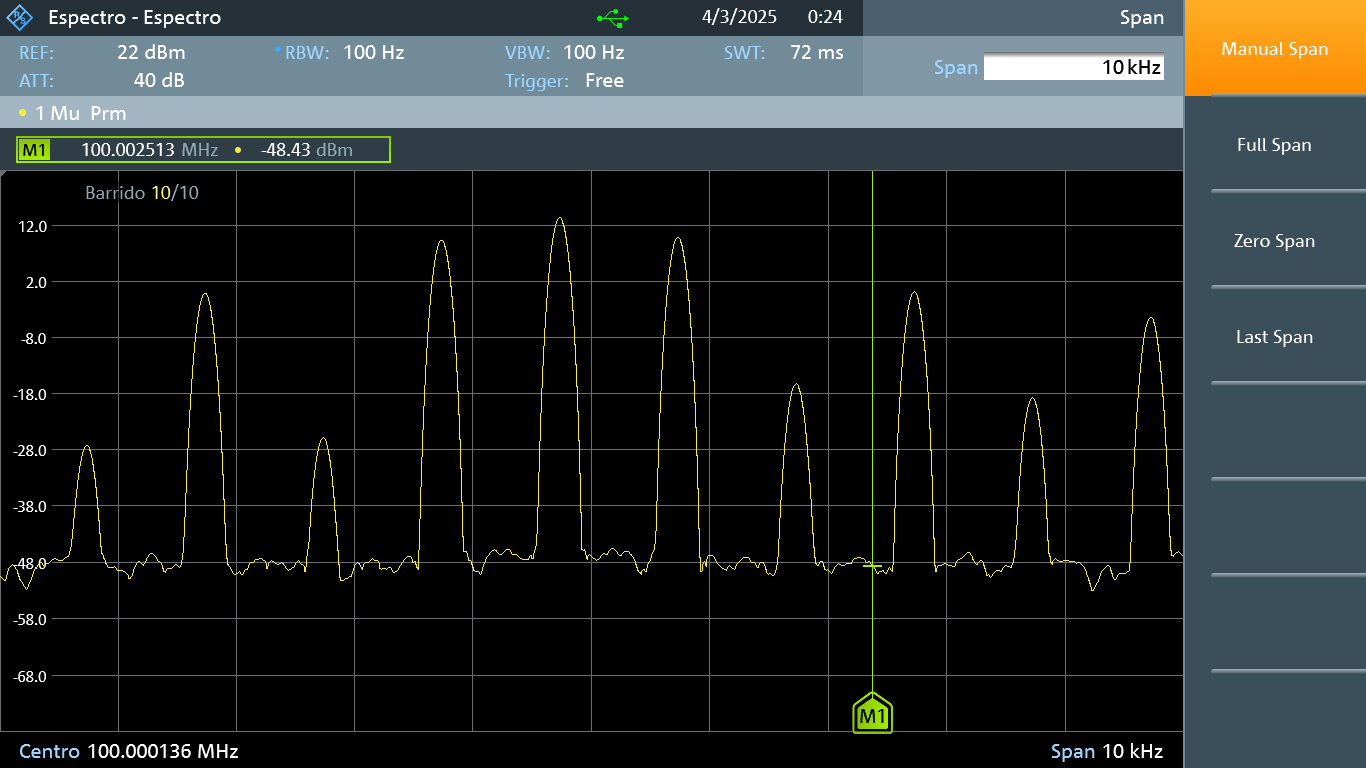 Espectro - Espectro 4/3/2025 0:24 Span
REF: 22 dBm RBW: 100 Hz VBW: 100 Hz SWT: 72 ms
ATT: 40 dB Trigger: Free
Span 10 kHz
1 Mu Prm
M1 100.002513 MHz • -48.43 dBm
Barrido 10/10
12.0
2.0
-8.0
-18.0
-28.0
-38.0
-48.0
-58.0
-68.0
M1
Centro 100.000136 MHz Span 10 kHz
Manual Span
Full Span
Zero Span
Last Span